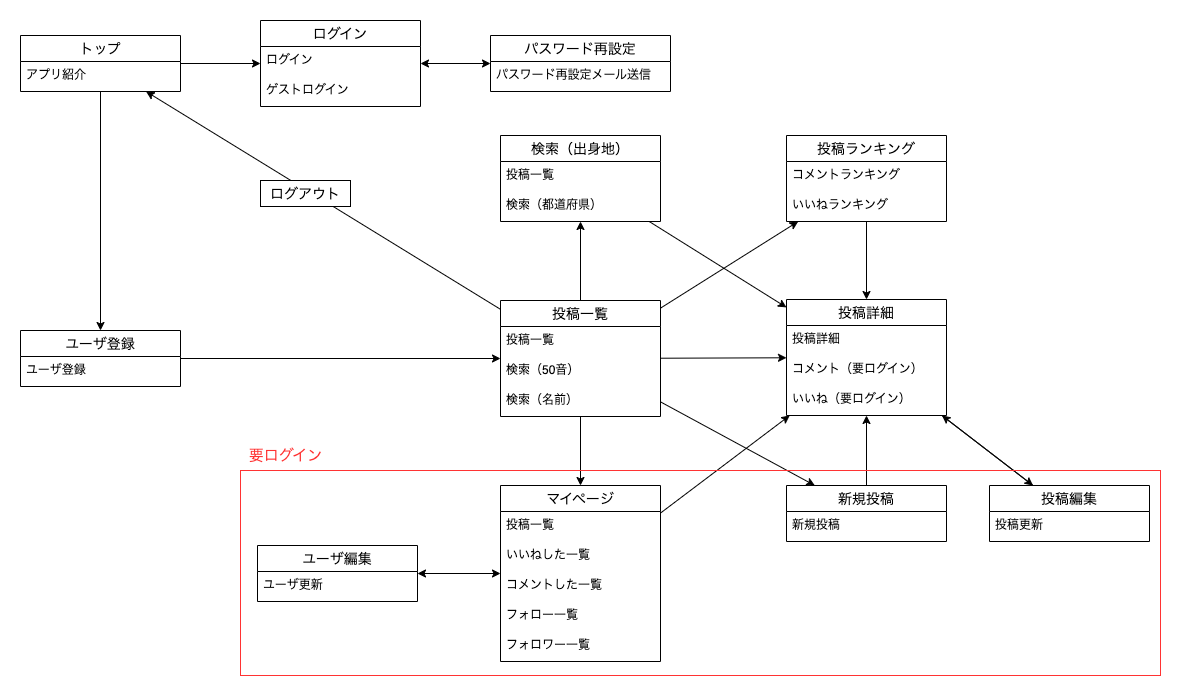 トップ
アプリ紹介
ログイン
ログイン
ゲストログイン
パスワード再設定
パスワード再設定メール送信
ログアウト
検索（出身地）
投稿一覧
検索（都道府県）
投稿ランキング
コメントランキング
いいねランキング
ユーザ登録
ユーザ登録
投稿一覧
投稿一覧
検索（50音）
検索（名前）
投稿詳細
投稿詳細
コメント（要ログイン）
いいね（要ログイン）
要ログイン
ユーザ編集
ユーザ更新
マイページ
投稿一覧
いいねした一覧
コメントした一覧
フォロー一覧
フォロワー一覧
新規投稿
新規投稿
投稿編集
投稿更新